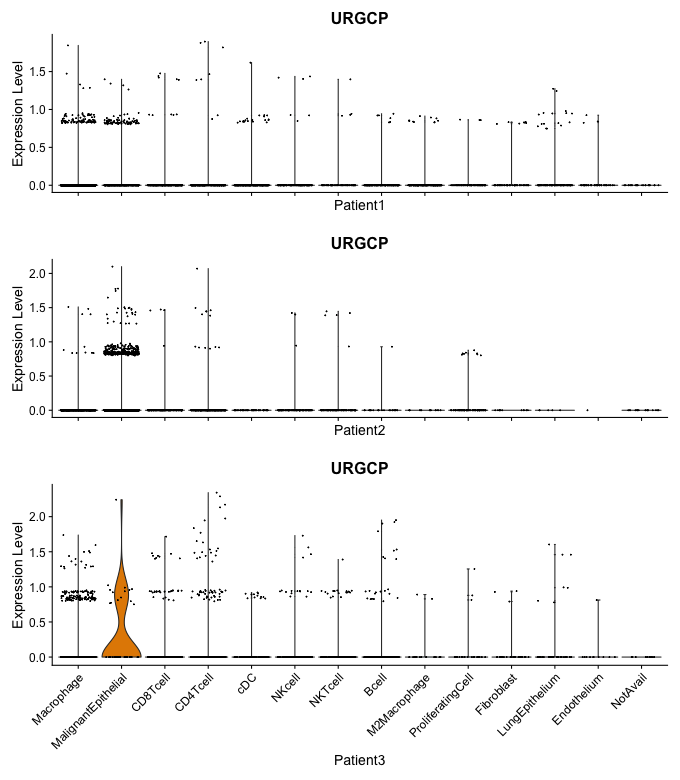 URGCP
Expression Level
1.5
1.0
0.5
0.0
Patient1
URGCP
Expression Level
2.0
1.5
1.0
0.5
0.0
Patient2
URGCP
Expression Level
2.0
1.5
1.0
0.5
0.0
Macrophage
MalignantEpithelial
CD8Tcell
CD4Tcell
cDC
NKcell
NKTcell
Bcell
M2Macrophage
ProliferatingCell
Fibroblast
LungEpithelium
Endothelium
NotAvail
Patient3